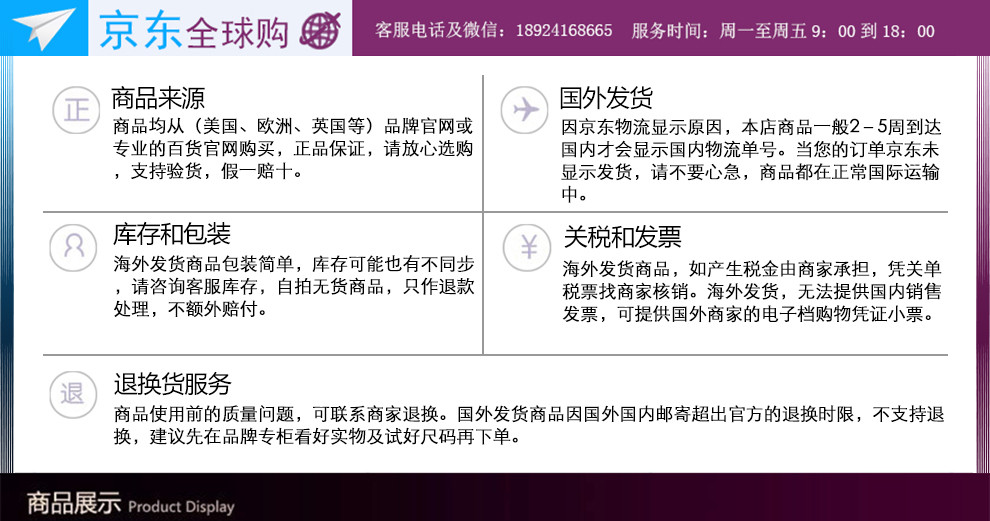 京东全球购
客服电话及微信：18924168665 服务时间：周一至周五9：00到18：00
正
商品来源
商品均从（美国、欧洲、英国等）品牌官网或
专业的百货官网购买，正品保证，请放心选购
，支持验货，假一赔十。
国外发货
因京东物流显示原因，本店商品一般2－5周到达
国内才会显示国内物流单号。当您的订单京东未
显示发货，请不要心急，商品都在正常国际运输
中。
库存和包装
海外发货商品包装简单，库存可能也有不同步
，请咨询客服库存，自拍无货商品，只作退款
处理，不额外赔付。
¥
关税和发票
海外发货商品，如产生税金由商家承担，凭关单
税票找商家核销。海外发货，无法提供国内销售
发票，可提供国外商家的电子档购物凭证小票。
退
退换货服务
商品使用前的质量问题，可联系商家退换。国外发货商品因国外国内邮寄超出官方的退换时限，不支持退
换，建议先在品牌专柜看好实物及试好尺码再下单。
商品展示 Product Display